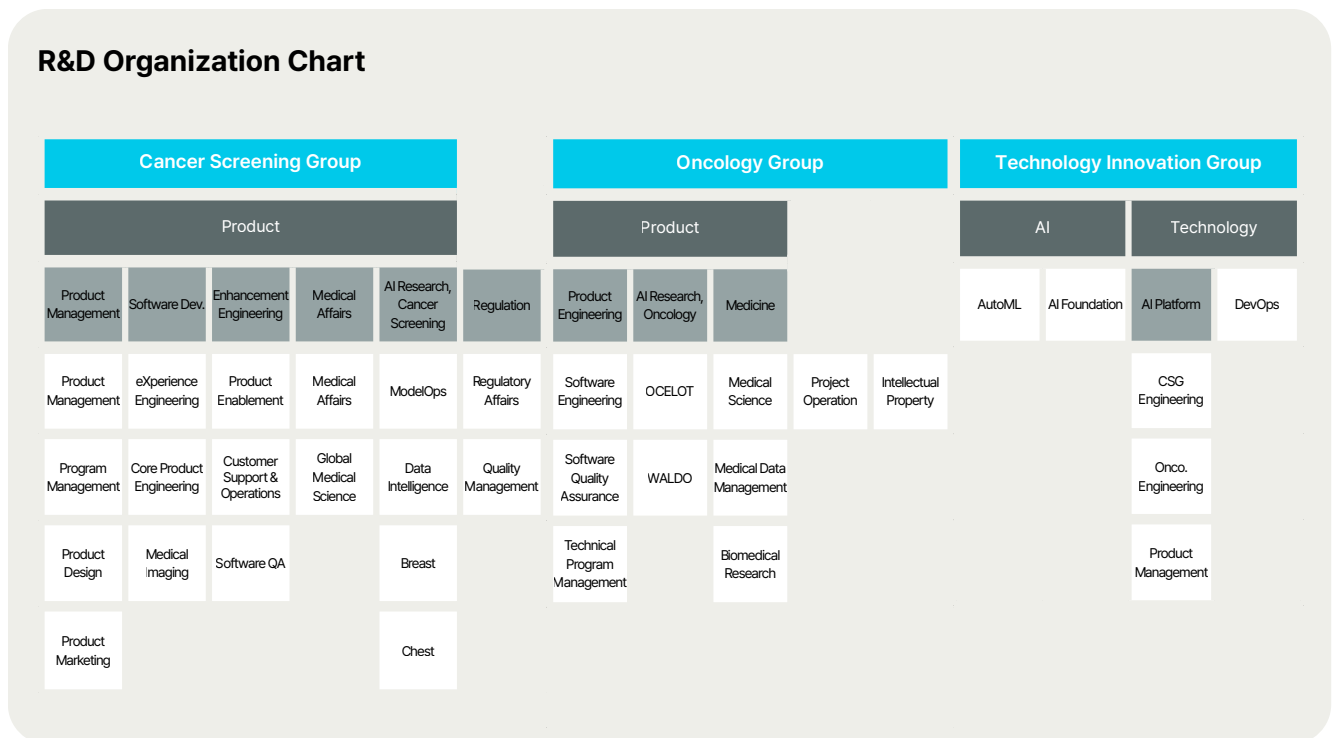 R&D Organization Chart
Cancer Screening Group
Oncology Group
Technology Innovation Group
Product
Product
AI
Technology
Product
Management
Software Dev.
Enhancement
Engineering
Medical
Affairs
AI Research,
Cancer
Screening
Regulation
Product
Engineering
AI Research,
Oncology
Medicine
AutoML
AI Foundation
AI Platform
DevOps
Product
Management
eXperience
Engineering
Product
Enablement
Medical
Affairs
ModelOps
Regulatory
Affairs
Software
Engineering
OCELOT
Medical
Science
Project
Operation
Intellectual
Property
CSG
Engineering
Program
Management
Core Product
Engineering
Customer
Support &
Operations
Global
Medical
Science
Data
Intelligence
Quality
Management
Software
Quality
Assurance
WALDO
Medical Data
Management
Onco.
Engineering
Product
Design
Medical
Imaging
Software QA
Breast
Technical
Program
Management
Biomedical
Research
Product
Management
Product
Marketing
Chest